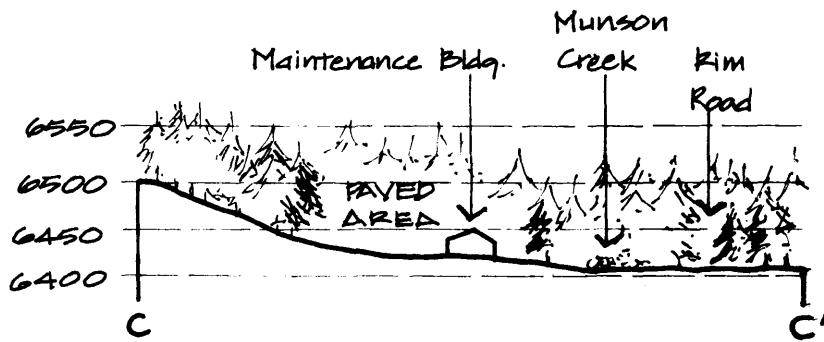 Munson
Maintenance Bldg. Creek Rim
Road
6550
6500
PAVED
AREA
6450
6400
C C'